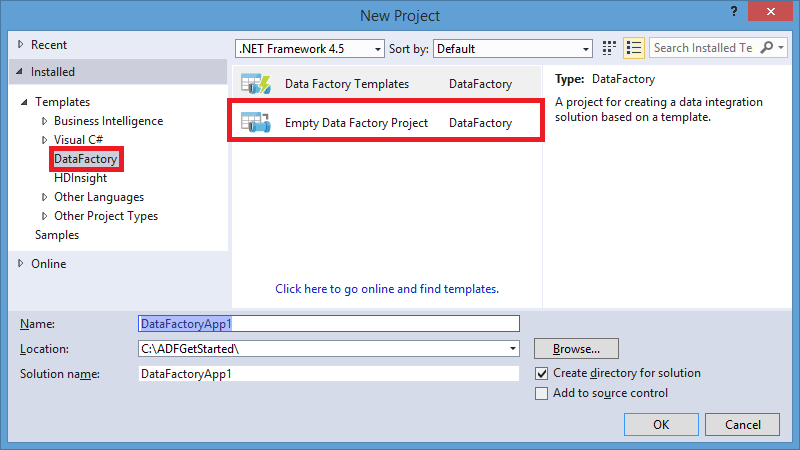 New Project
?
Recent
Installed
Templates
Business Intelligence
Visual C#
DataFactory
HDInsight
Other Languages
Other Project Types
Samples
Online
.NET Framework 4.5
Sort by: Default
Search Installed Te
Data Factory Templates DataFactory
Empty Data Factory Project DataFactory
Click here to go online and find templates.
Type: DataFactory
A project for creating a data integration
solution based on a template.
Name: DataFactoryApp1
Location: C:\ADFGetStarted\
Browse...
Solution name: DataFactoryApp1
Create directory for solution
Add to source control
OK
Cancel